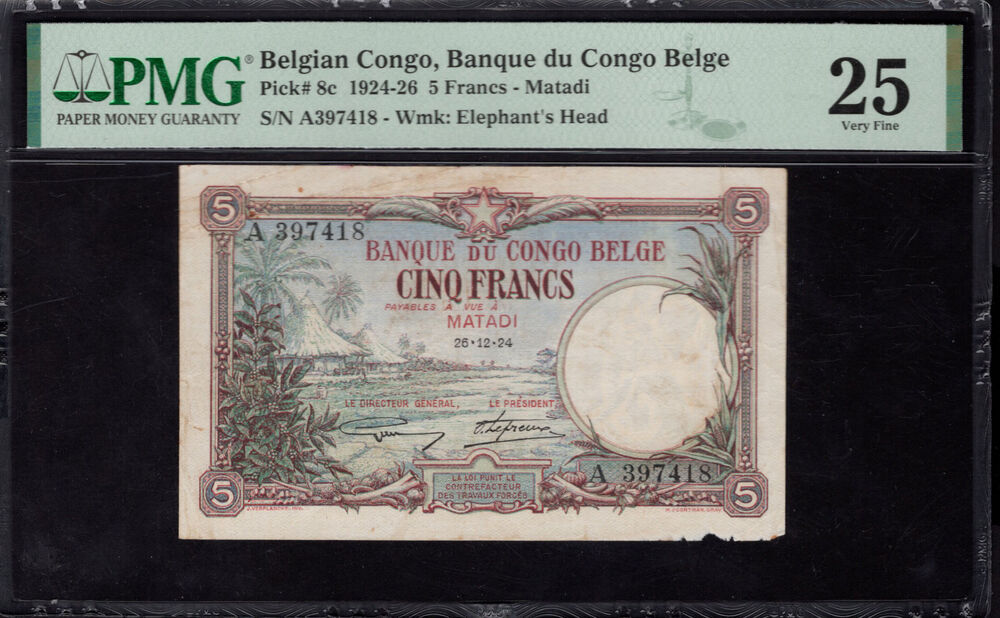 PMG®
PAPER MONEY GUARANTY
Belgian Congo, Banque du Congo Belge
Pick# 8c 1924-26 5 Francs - Matadi
S/N A397418 - Wmk: Elephant's Head
25
Very Fine
5
5
A 397418
BANQUE DU CONGO BELGE
CINQ FRANCS
PAYABLES A VUE À
MATADI
26·12·24
LE DIRECTEUR GÉNÉRAL, LE PRÉSIDENT
A 397418
LA LOI PUNIT LE
CONTREFACTEUR
DES TRAVAUX FORCÉS
5
5